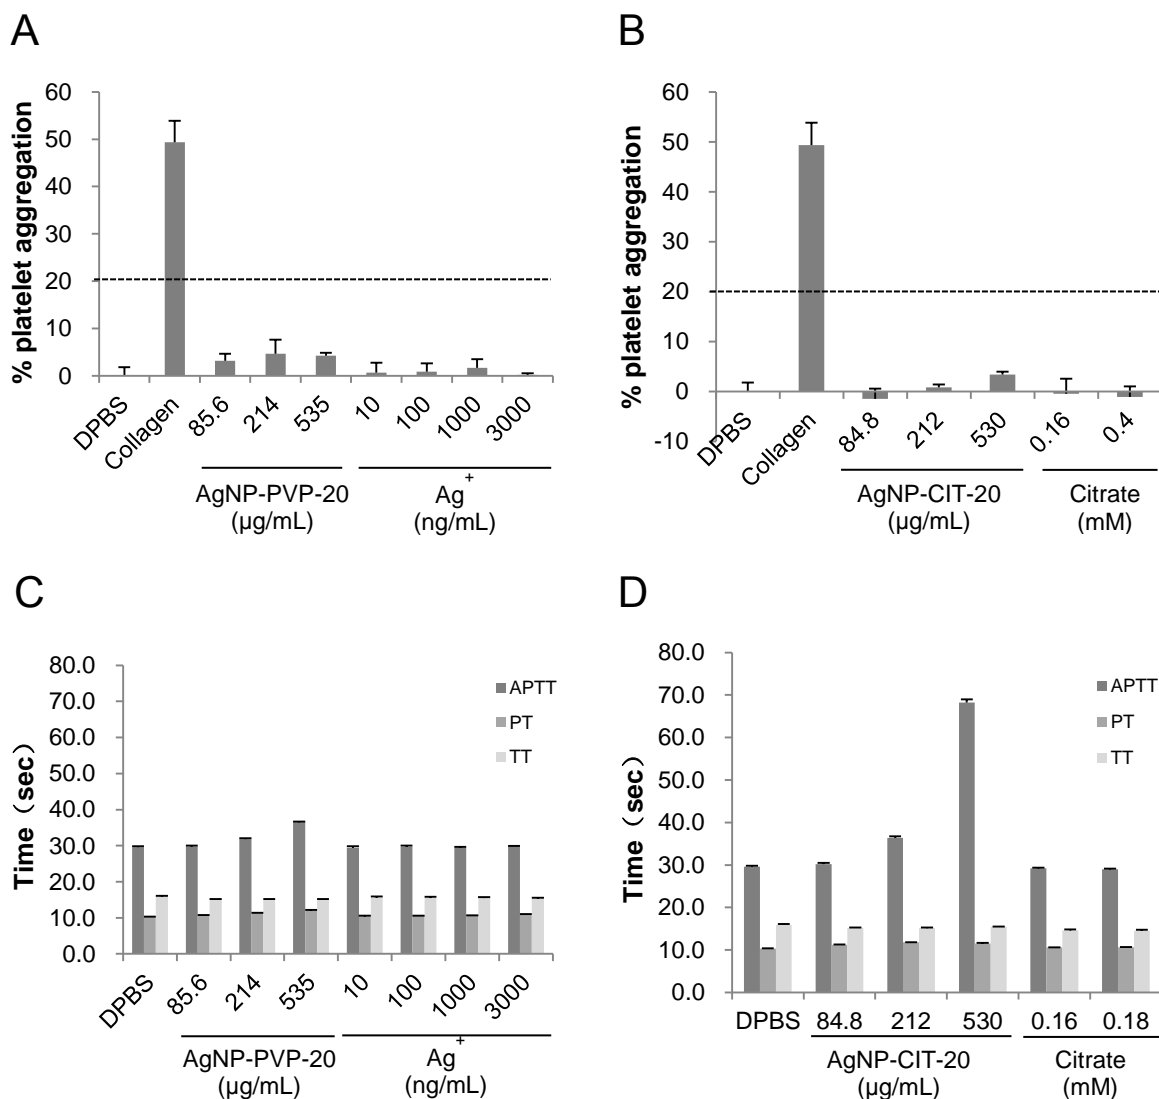 A
% platelet aggregation
60
50
40
30
20
10
0
DPBS
Collagen
85.6
214
535
10
100
1000
3000
AgNP-PVP-20
(µg/mL)
Ag+
(ng/mL)
B
% platelet aggregation
60
50
40
30
20
10
0
-10
DPBS
Collagen
84.8
212
530
0.16
0.4
AgNP-CIT-20
(µg/mL)
Citrate
(mM)
C
Time（sec）
80.0
70.0
60.0
50.0
40.0
30.0
20.0
10.0
0.0
APTT
PT
TT
DPBS
85.6
214
535
10
100
1000
3000
AgNP-PVP-20
(µg/mL)
Ag+
(ng/mL)
D
Time（sec）
80.0
70.0
60.0
50.0
40.0
30.0
20.0
10.0
0.0
APTT
PT
TT
DPBS 84.8 212 530 0.16 0.18
AgNP-CIT-20
(µg/mL)
Citrate
(mM)